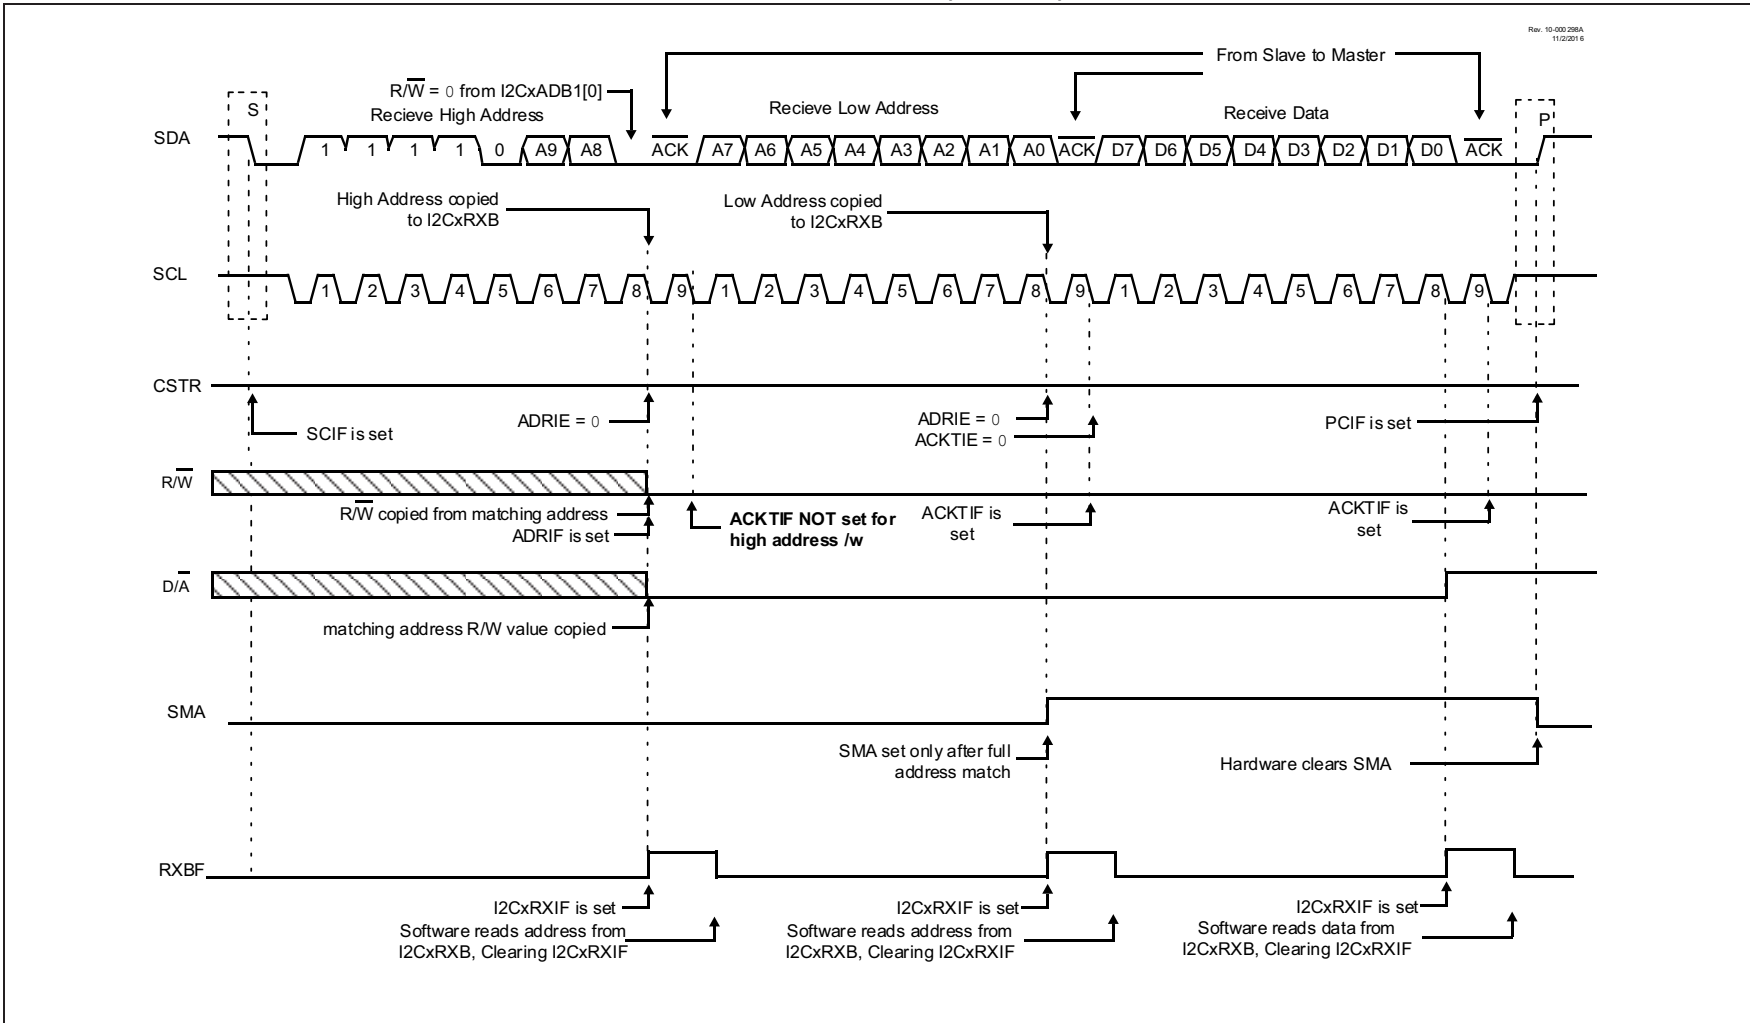 Rev. 10-000 298A
11/2/201 6
From Slave to Master
R/W = 0 from I2CxADB1[0]
Recieve High Address
Recieve Low Address
Receive Data
S
P
SDA
1 1 1 1 0 A9 A8 ACK A7 A6 A5 A4 A3 A2 A1 A0 ACK D7 D6 D5 D4 D3 D2 D1 D0 ACK
High Address copied
to I2CxRXB
Low Address copied
to I2CxRXB
SCL
1 2 3 4 5 6 7 8 9 1 2 3 4 5 6 7 8 9 1 2 3 4 5 6 7 8 9
CSTR
SCIF is set
ADRIE = 0
ADRIE = 0
ACKTIE = 0
PCIF is set
R/W
R/W copied from matching address
ADRIF is set
ACKTIF NOT set for
high address /w
ACKTIF is
set
ACKTIF is
set
D/A
matching address R/W value copied
SMA
SMA set only after full
address match
Hardware clears SMA
RXBF
I2CxRXIF is set
Software reads address from
I2CxRXB, Clearing I2CxRXIF
I2CxRXIF is set
Software reads address from
I2CxRXB, Clearing I2CxRXIF
I2CxRXIF is set
Software reads data from
I2CxRXB, Clearing I2CxRXIF